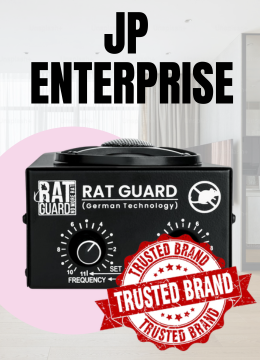 JP
ENTERPRISE
RAT
GUARD
RAT GUARD
(German Technology)
SET
FREQUENCY
TRUSTED BRAND
TRUSTED BRAND
TRUSTED BRAND